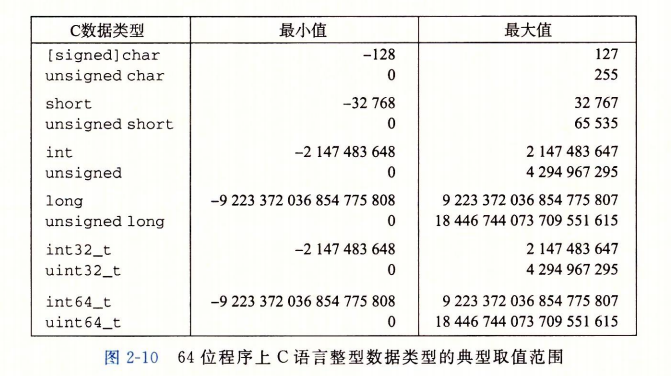 C数据类型 最小值 最大值
[signed]char -128 127
unsigned char 0 255
short -32 768 32 767
unsigned short 0 65 535
int -2 147 483 648 2 147 483 647
unsigned 0 4 294 967 295
long -9 223 372 036 854 775 808 9 223 372 036 854 775 807
unsigned long 0 18 446 744 073 709 551 615
int32_t -2 147 483 648 2 147 483 647
uint32_t 0 4 294 967 295
int64_t -9 223 372 036 854 775 808 9 223 372 036 854 775 807
uint64_t 0 18 446 744 073 709 551 615
图 2-10 64 位程序上 C 语言整型数据类型的典型取值范围